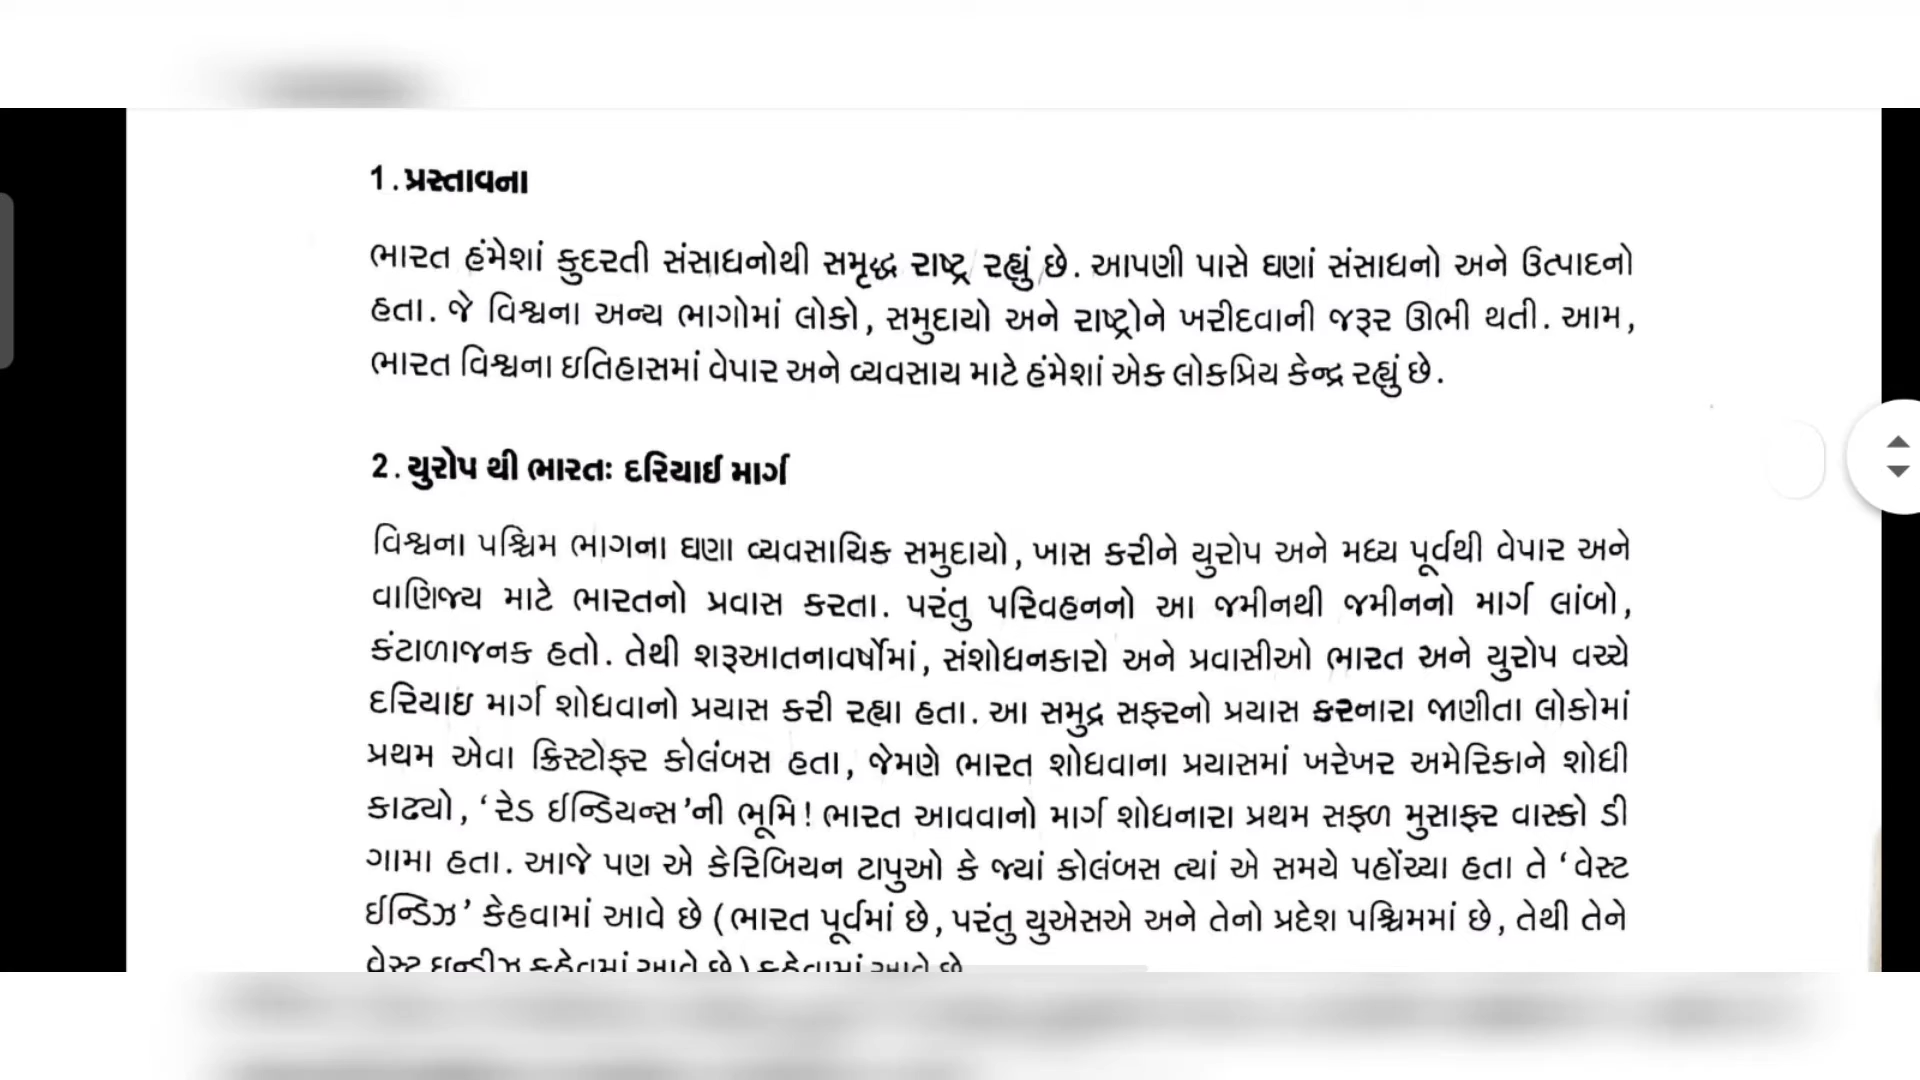 1.પ્રસ્તાવના
ભારત હંમેશાં કુદરતી સંસાધનોથી સમૃદ્ધ રાષ્ટ્ર રહ્યું છે. આપણી પાસે ઘણાં સંસાધનો અને ઉત્પાદનો
હતા. જે વિશ્વના અન્ય ભાગોમાં લોકો, સમુદાયો અને રાષ્ટ્રોને ખરીદવાની જરૂર ઊભી થતી. આમ,
ભારત વિશ્વના ઇતિહાસમાં વેપાર અને વ્યવસાય માટે હંમેશાં એક લોકપ્રિય કેન્દ્ર રહ્યું છે.
2.યુરોપ થી ભારતઃ દરિયાઈ માર્ગ
વિશ્વના પશ્ચિમ ભાગના ઘણા વ્યવસાયિક સમુદાયો, ખાસ કરીને યુરોપ અને મધ્ય પૂર્વથી વેપાર અને
વાણિજ્ય માટે ભારતનો પ્રવાસ કરતા. પરંતુ પરિવહનનો આ જમીનથી જમીનનો માર્ગ લાંબો,
કંટાળાજનક હતો. તેથી શરૂઆતનાવર્ષોમાં, સંશોધનકારો અને પ્રવાસીઓ ભારત અને યુરોપ વચ્ચે
દરિયાઇ માર્ગ શોધવાનો પ્રયાસ કરી રહ્યા હતા. આ સમુદ્ર સફરનો પ્રયાસ કરનારા જાણીતા લોકોમાં
પ્રથમ એવા ક્રિસ્ટોફર કોલંબસ હતા, જેમણે ભારત શોધવાના પ્રયાસમાં ખરેખર અમેરિકાને શોધી
કાઢ્યો, ‘રેડ ઈન્ડિયન્સ’ની ભૂમિ! ભારત આવવાનો માર્ગ શોધનારા પ્રથમ સફળ મુસાફર વાસ્કો ડી
ગામા હતા. આજે પણ એ કેરિબિયન ટાપુઓ કે જ્યાં કોલંબસ ત્યાં એ સમયે પહોંચ્યા હતા તે ‘વેસ્ટ
ઈન્ડિઝ’ કેહવામાં આવે છે (ભારત પૂર્વમાં છે, પરંતુ યુએસએ અને તેનો પ્રદેશ પશ્ચિમમાં છે, તેથી તેને
વેસ્ટ ઇન્ડીઝ કહેવમાં આવે છે) કહેવામાં આવે છે